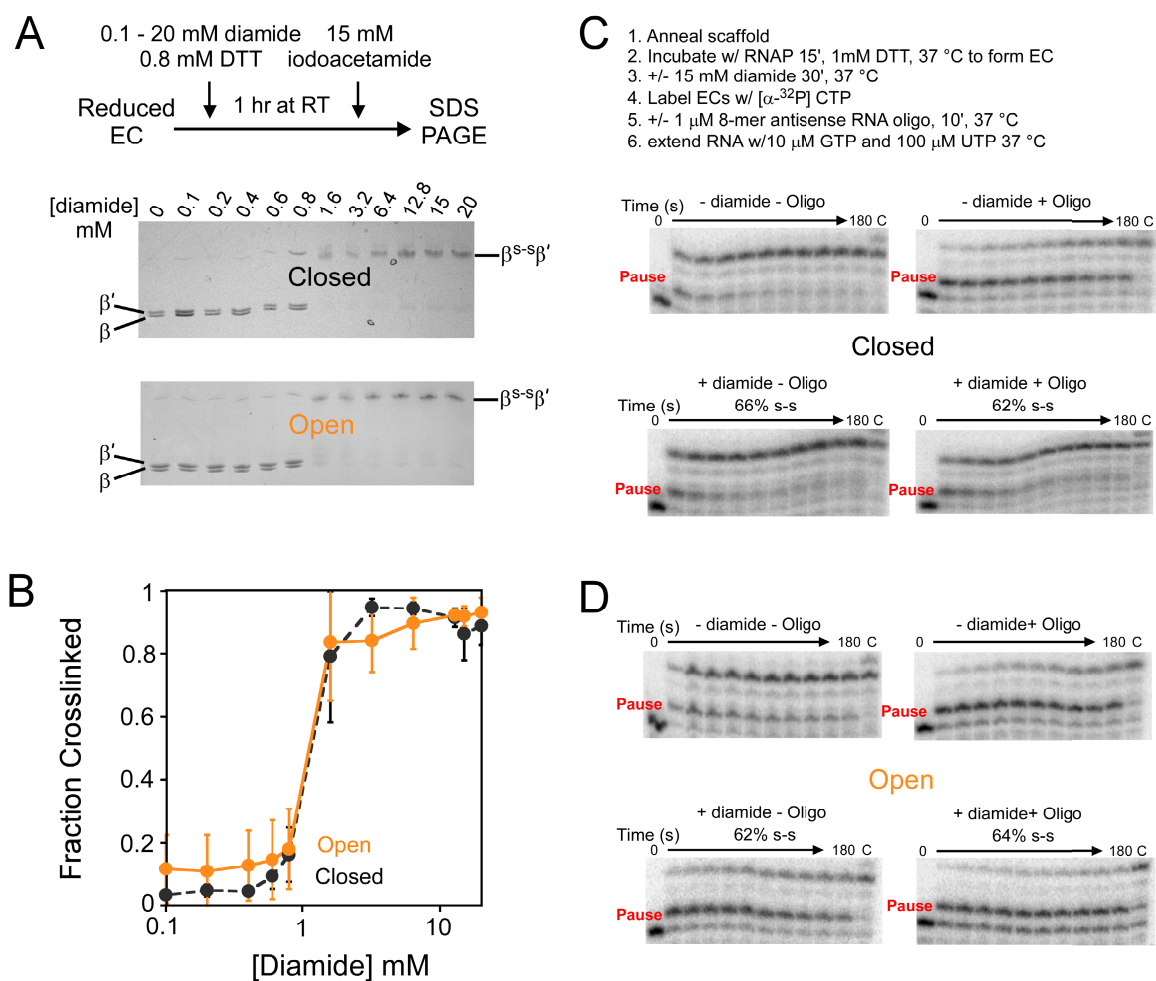 A
0.1 - 20 mM diamide
0.8 mM DTT
15 mM
iodoacetamide
Reduced
EC
1 hr at RT
SDS
PAGE
[diamide]
mM
0 0.1 0.2 0.4 0.6 0.8 1.6 3.2 6.4 12.8 15 20
Closed
βs-sβ′
β′
β
Open
βs-sβ′
β′
β
B
Fraction Crosslinked
1
0.8
0.6
0.4
0.2
0
Open
Closed
0.1 1 10
[Diamide] mM
C
1. Anneal scaffold
2. Incubate w/ RNAP 15', 1mM DTT, 37 °C to form EC
3. +/- 15 mM diamide 30', 37 °C
4. Label ECs w/ [α-32P] CTP
5. +/- 1 μM 8-mer antisense RNA oligo, 10', 37 °C
6. extend RNA w/10 μM GTP and 100 μM UTP 37 °C
Time (s) - diamide - Oligo
0 180 C
Pause
- diamide + Oligo
0 180 C
Pause
Closed
+ diamide - Oligo
Time (s) 66% s-s
0 180 C
Pause
+ diamide + Oligo
62% s-s
0 180 C
Pause
D
Time (s) - diamide - Oligo
0 180 C
Pause
- diamide+ Oligo
0 180 C
Pause
Open
+ diamide - Oligo
Time (s) 62% s-s
0 180 C
Pause
+ diamide+ Oligo
64% s-s
0 180 C
Pause